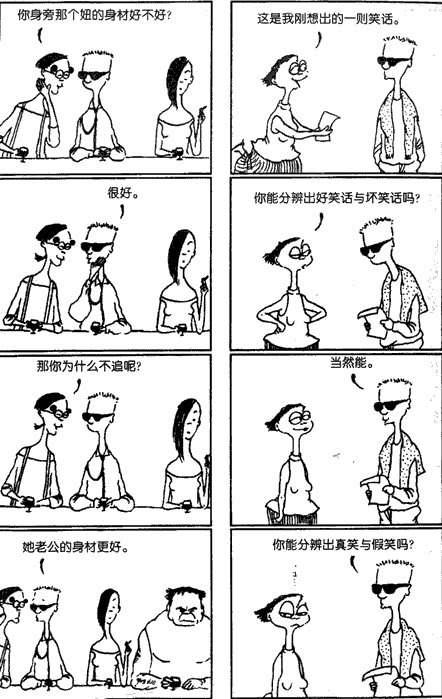 你身旁那个妞的身材好不好?
很好。
那你为什么不追呢?
她老公的身材更好。
这是我刚想出的一则笑话。
你能分辨出好笑话与坏笑话吗?
当然能。
你能分辨出真笑与假笑吗?